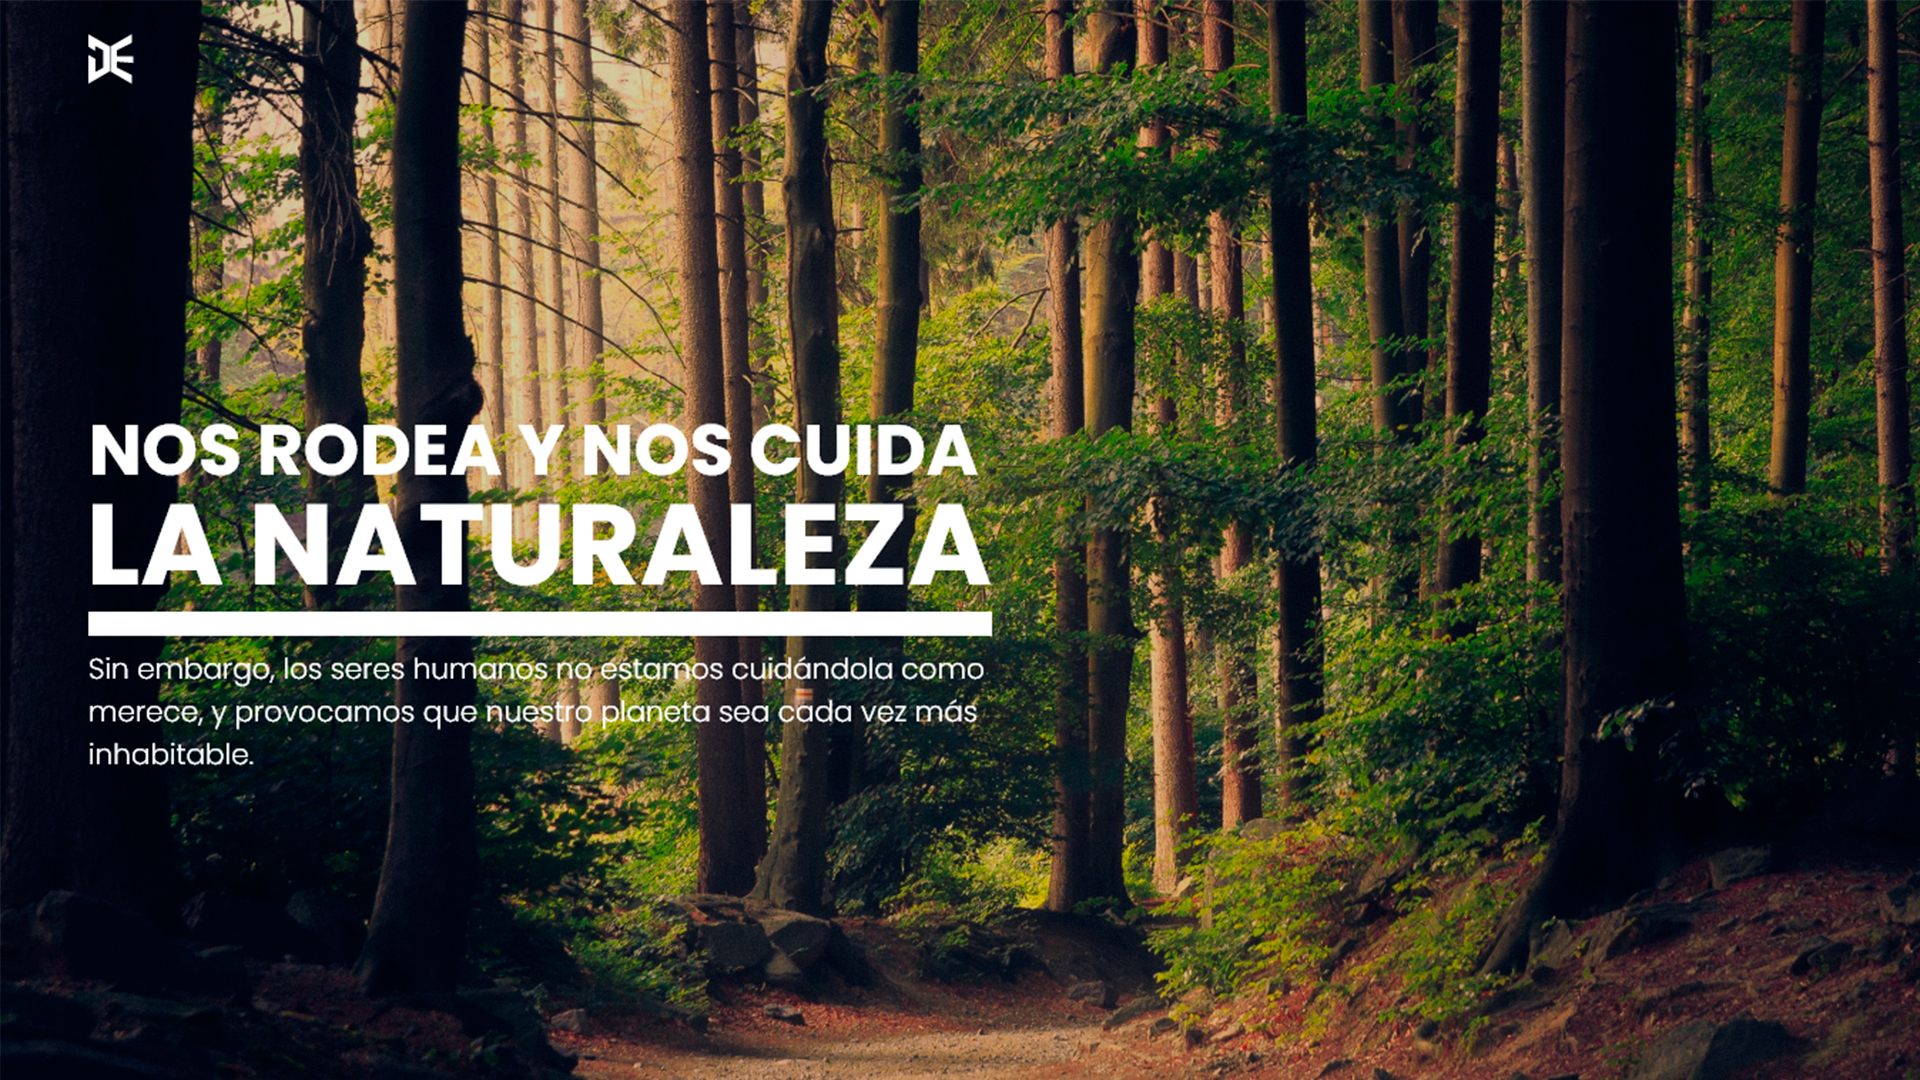 NOS RODEA Y NOS CUIDA
LA NATURALEZA
Sin embargo, los seres humanos no estamos cuidándola como
merece, y provocamos que nuestro planeta sea cada vez más
inhabitable.